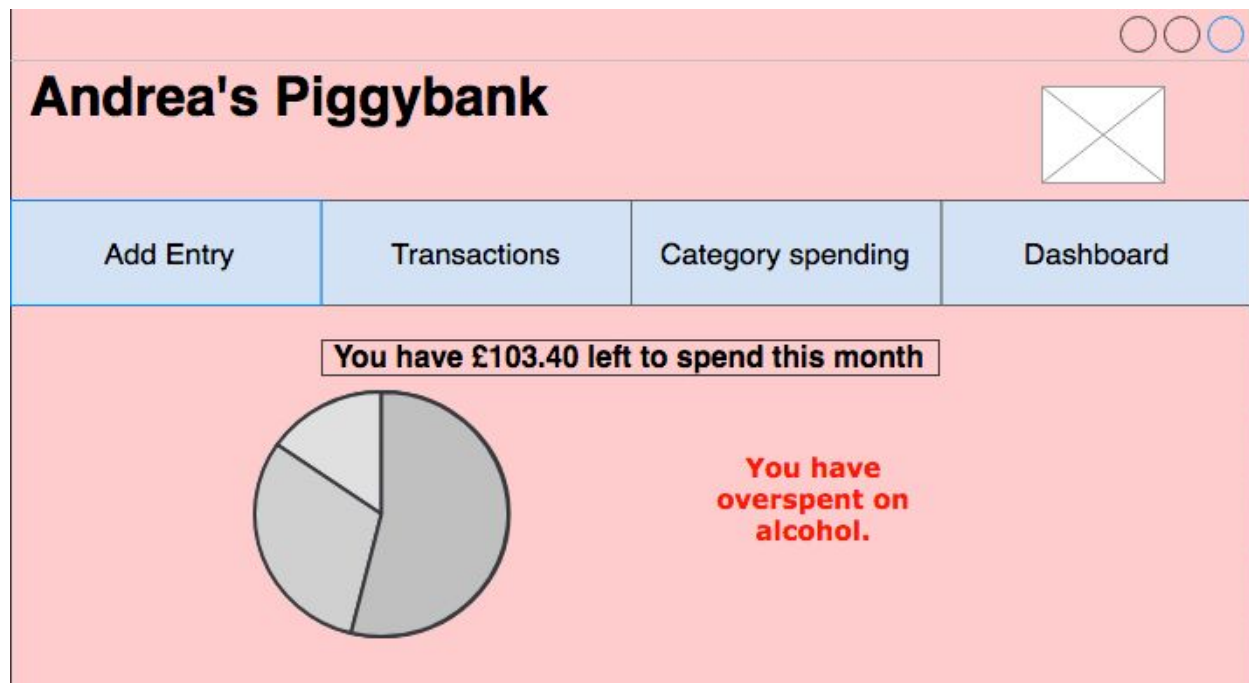 Andrea's Piggybank
Add Entry
Transactions
Category spending
Dashboard
You have £103.40 left to spend this month
You have
overspent on
alcohol.